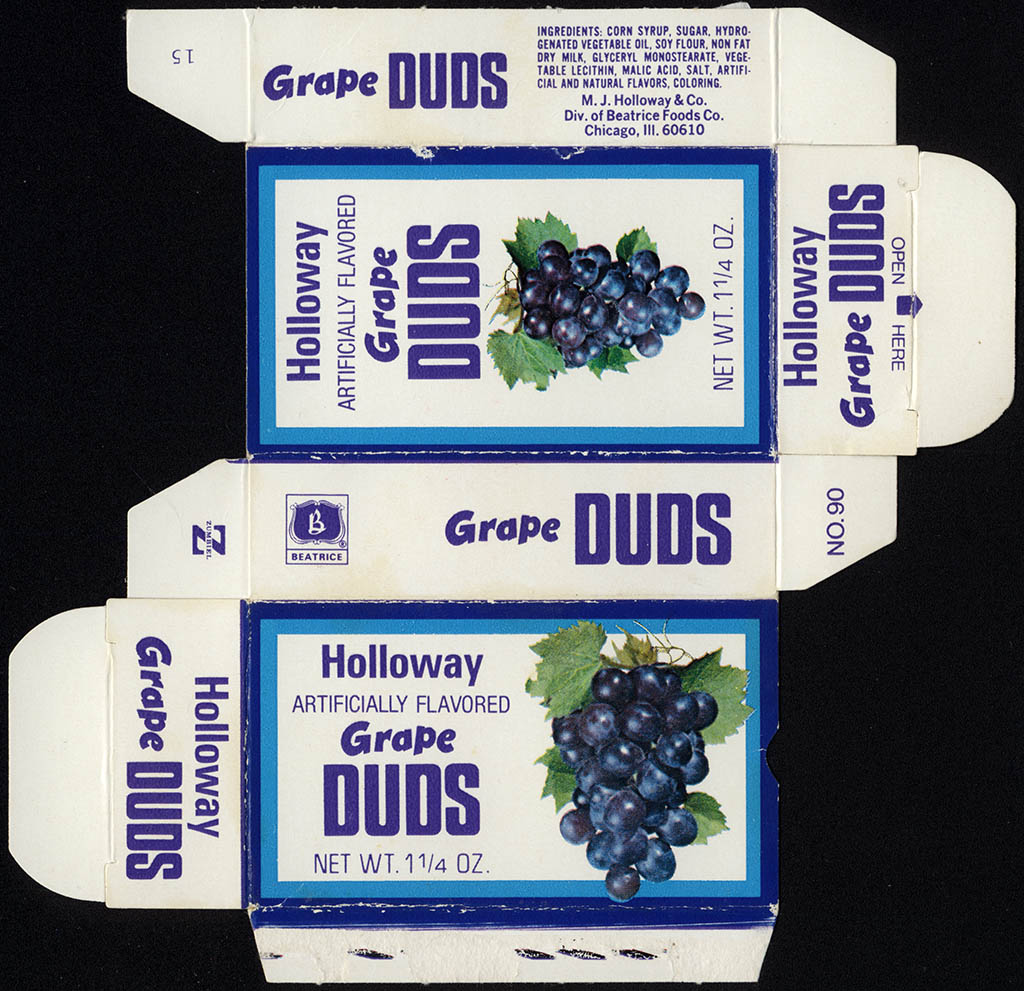 15
Grape DUDS
INGREDIENTS: CORN SYRUP, SUGAR, HYDRO-
GENATED VEGETABLE OIL, SOY FLOUR, NON FAT
DRY MILK, GLYCERYL MONOSTEARATE, VEGE-
TABLE LECITHIN, MALIC ACID, SALT, ARTIFI-
CIAL AND NATURAL FLAVORS, COLORING.
M. J. Holloway & Co.
Div. of Beatrice Foods Co.
Chicago, Ill. 60610
Holloway
ARTIFICIALLY FLAVORED
Grape
DUDS
NET WT. 1 1/4 OZ.
Holloway
Grape DUDS
OPEN HERE
Z
ZUMBIEL
B
®
BEATRICE
Grape DUDS
NO. 90
Holloway
Grape DUDS
Holloway
ARTIFICIALLY FLAVORED
Grape
DUDS
NET WT. 1 1/4 OZ.